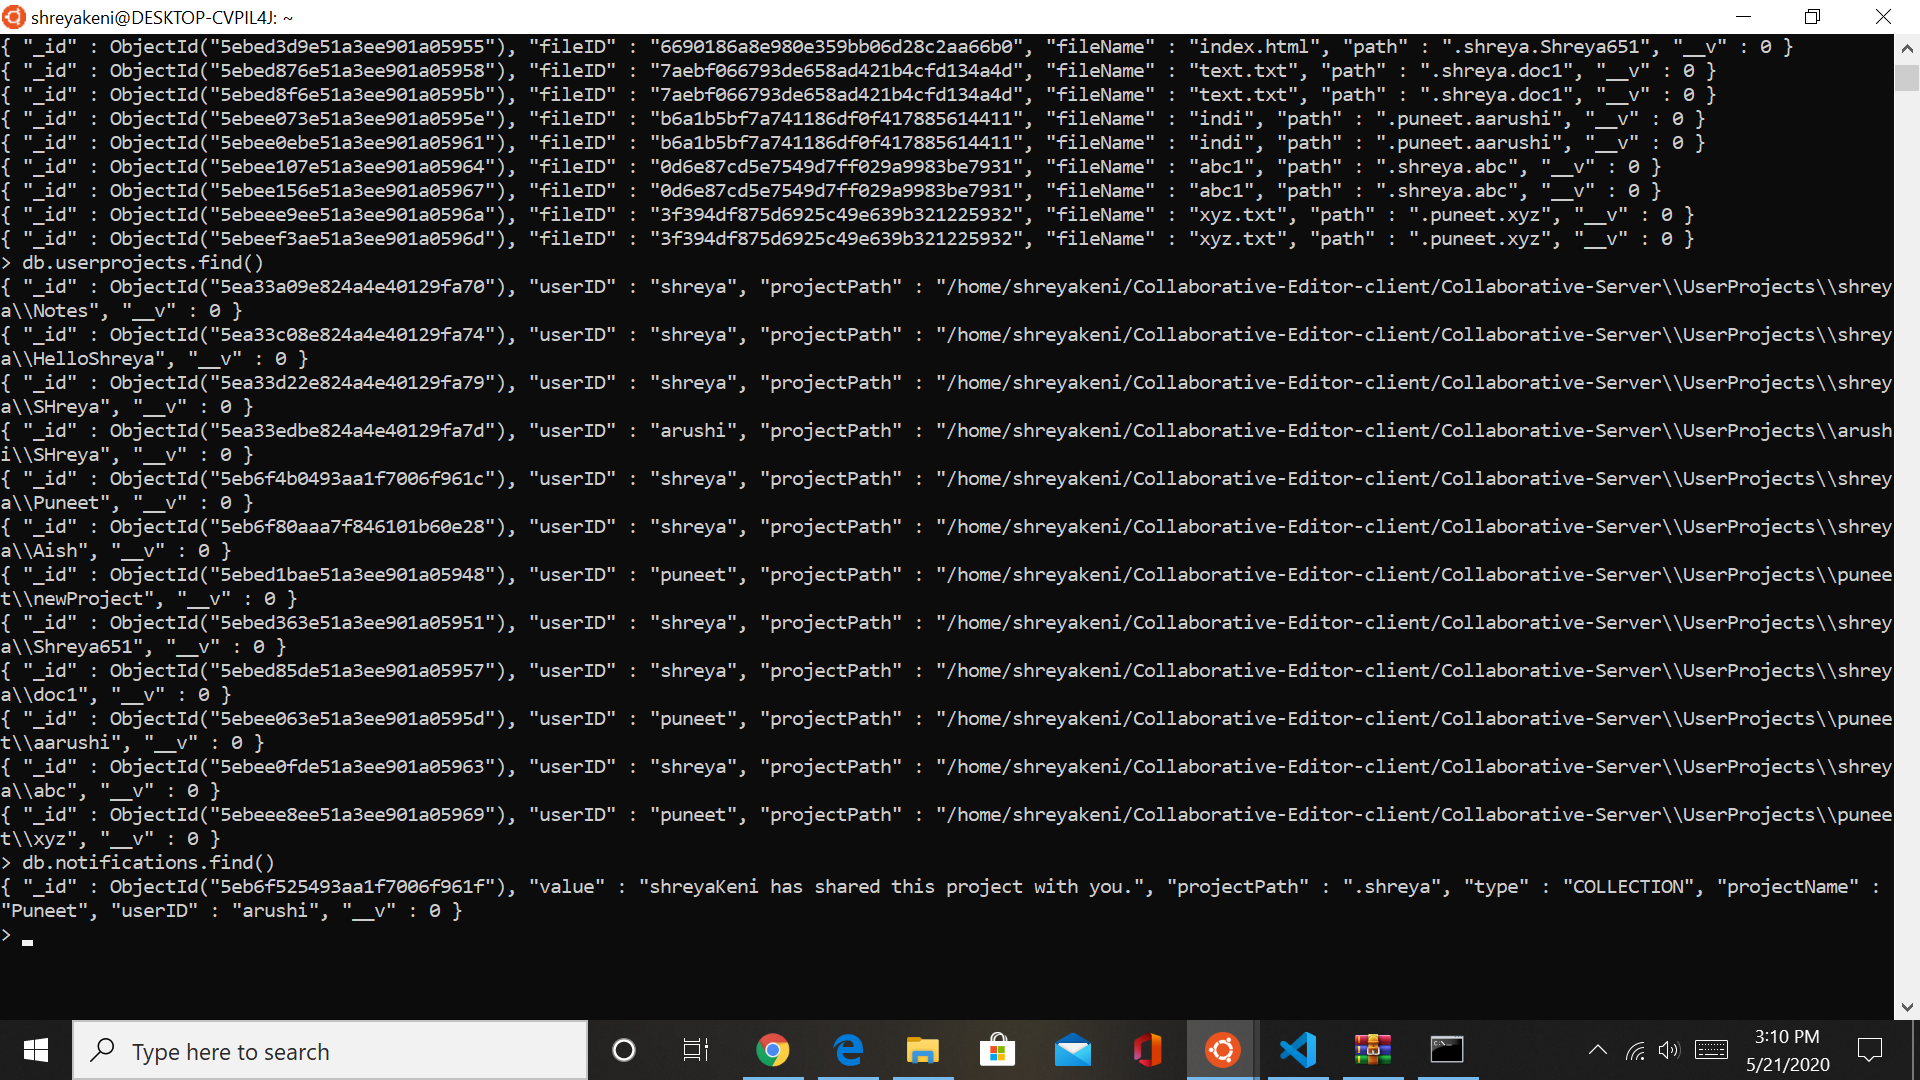 shreyakeni@DESKTOP-CVPIL4J: ~
{ "_id" : ObjectId("5ebed3d9e51a3ee901a05955"), "fileID" : "6690186a8e980e359bb06d28c2aa66b0", "fileName" : "index.html", "path" : ".shreya.Shreya651", "__v" : 0 }
{ "_id" : ObjectId("5ebed876e51a3ee901a05958"), "fileID" : "7aebf066793de658ad421b4cfd134a4d", "fileName" : "text.txt", "path" : ".shreya.doc1", "__v" : 0 }
{ "_id" : ObjectId("5ebed8f6e51a3ee901a0595b"), "fileID" : "7aebf066793de658ad421b4cfd134a4d", "fileName" : "text.txt", "path" : ".shreya.doc1", "__v" : 0 }
{ "_id" : ObjectId("5ebee073e51a3ee901a0595e"), "fileID" : "b6a1b5bf7a741186df0f417885614411", "fileName" : "indi", "path" : ".puneet.aarushi", "__v" : 0 }
{ "_id" : ObjectId("5ebee0ebe51a3ee901a05961"), "fileID" : "b6a1b5bf7a741186df0f417885614411", "fileName" : "indi", "path" : ".puneet.aarushi", "__v" : 0 }
{ "_id" : ObjectId("5ebee107e51a3ee901a05964"), "fileID" : "0d6e87cd5e7549d7ff029a9983be7931", "fileName" : "abc1", "path" : ".shreya.abc", "__v" : 0 }
{ "_id" : ObjectId("5ebee156e51a3ee901a05967"), "fileID" : "0d6e87cd5e7549d7ff029a9983be7931", "fileName" : "abc1", "path" : ".shreya.abc", "__v" : 0 }
{ "_id" : ObjectId("5ebeee9ee51a3ee901a0596a"), "fileID" : "3f394df875d6925c49e639b321225932", "fileName" : "xyz.txt", "path" : ".puneet.xyz", "__v" : 0 }
{ "_id" : ObjectId("5ebeef3ae51a3ee901a0596d"), "fileID" : "3f394df875d6925c49e639b321225932", "fileName" : "xyz.txt", "path" : ".puneet.xyz", "__v" : 0 }
> db.userprojects.find()
{ "_id" : ObjectId("5ea33a09e824a4e40129fa70"), "userID" : "shreya", "projectPath" : "/home/shreyakeni/Collaborative-Editor-client/Collaborative-Server\\UserProjects\\shrey
a\\Notes", "__v" : 0 }
{ "_id" : ObjectId("5ea33c08e824a4e40129fa74"), "userID" : "shreya", "projectPath" : "/home/shreyakeni/Collaborative-Editor-client/Collaborative-Server\\UserProjects\\shrey
a\\HelloShreya", "__v" : 0 }
{ "_id" : ObjectId("5ea33d22e824a4e40129fa79"), "userID" : "shreya", "projectPath" : "/home/shreyakeni/Collaborative-Editor-client/Collaborative-Server\\UserProjects\\shrey
a\\SHreya", "__v" : 0 }
{ "_id" : ObjectId("5ea33edbe824a4e40129fa7d"), "userID" : "arushi", "projectPath" : "/home/shreyakeni/Collaborative-Editor-client/Collaborative-Server\\UserProjects\\arush
i\\SHreya", "__v" : 0 }
{ "_id" : ObjectId("5eb6f4b0493aa1f7006f961c"), "userID" : "shreya", "projectPath" : "/home/shreyakeni/Collaborative-Editor-client/Collaborative-Server\\UserProjects\\shrey
a\\Puneet", "__v" : 0 }
{ "_id" : ObjectId("5eb6f80aaa7f846101b60e28"), "userID" : "shreya", "projectPath" : "/home/shreyakeni/Collaborative-Editor-client/Collaborative-Server\\UserProjects\\shrey
a\\Aish", "__v" : 0 }
{ "_id" : ObjectId("5ebed1bae51a3ee901a05948"), "userID" : "puneet", "projectPath" : "/home/shreyakeni/Collaborative-Editor-client/Collaborative-Server\\UserProjects\\punee
t\\newProject", "__v" : 0 }
{ "_id" : ObjectId("5ebed363e51a3ee901a05951"), "userID" : "shreya", "projectPath" : "/home/shreyakeni/Collaborative-Editor-client/Collaborative-Server\\UserProjects\\shrey
a\\Shreya651", "__v" : 0 }
{ "_id" : ObjectId("5ebed85de51a3ee901a05957"), "userID" : "shreya", "projectPath" : "/home/shreyakeni/Collaborative-Editor-client/Collaborative-Server\\UserProjects\\shrey
a\\doc1", "__v" : 0 }
{ "_id" : ObjectId("5ebee063e51a3ee901a0595d"), "userID" : "puneet", "projectPath" : "/home/shreyakeni/Collaborative-Editor-client/Collaborative-Server\\UserProjects\\punee
t\\aarushi", "__v" : 0 }
{ "_id" : ObjectId("5ebee0fde51a3ee901a05963"), "userID" : "shreya", "projectPath" : "/home/shreyakeni/Collaborative-Editor-client/Collaborative-Server\\UserProjects\\shrey
a\\abc", "__v" : 0 }
{ "_id" : ObjectId("5ebeee8ee51a3ee901a05969"), "userID" : "puneet", "projectPath" : "/home/shreyakeni/Collaborative-Editor-client/Collaborative-Server\\UserProjects\\punee
t\\xyz", "__v" : 0 }
> db.notifications.find()
{ "_id" : ObjectId("5eb6f525493aa1f7006f961f"), "value" : "shreyaKeni has shared this project with you.", "projectPath" : ".shreya", "type" : "COLLECTION", "projectName" :
"Puneet", "userID" : "arushi", "__v" : 0 }
>
Type here to search
3:10 PM
5/21/2020